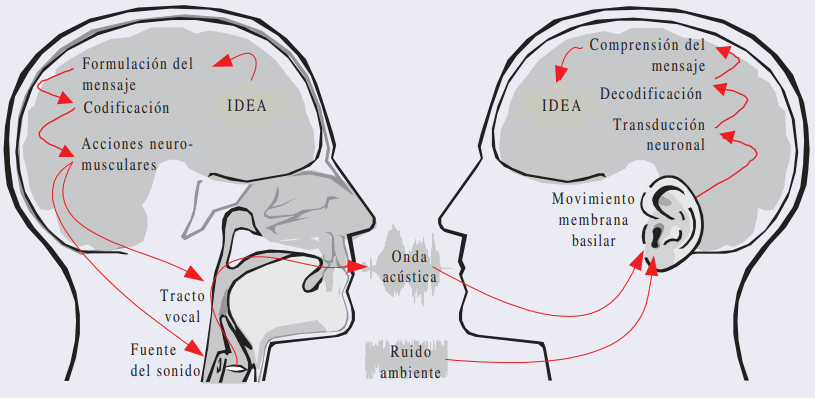 Formulación del
mensaje
IDEA
Codificación
Acciones neuro-
musculares
Tracto
vocal
Fuente
del sonido
Onda
acústica
Ruido
ambiente
Comprensión del
mensaje
IDEA
Decodificación
Transducción
neuronal
Movimiento
membrana
basilar